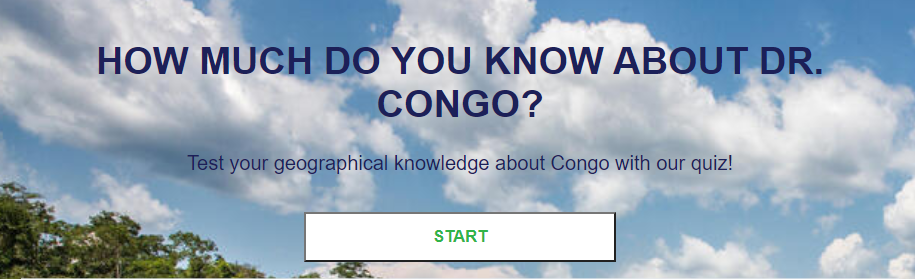 HOW MUCH DO YOU KNOW ABOUT DR.
CONGO?
Test your geographical knowledge about Congo with our quiz!
START